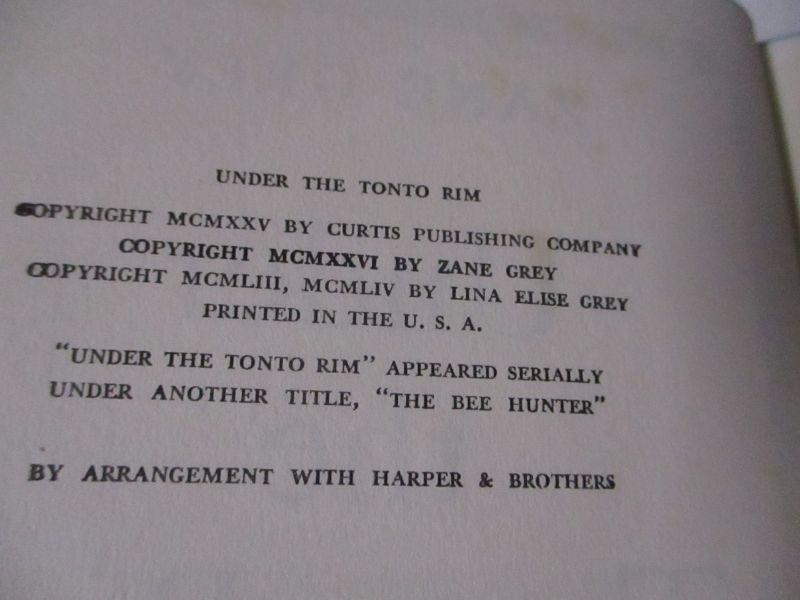 UNDER THE TONTO RIM
COPYRIGHT MCMXXV BY CURTIS PUBLISHING COMPANY
COPYRIGHT MCMXXVI BY ZANE GREY
COPYRIGHT MCMLIII, MCMLIV BY LINA ELISE GREY
PRINTED IN THE U. S. A.
“UNDER THE TONTO RIM” APPEARED SERIALLY
UNDER ANOTHER TITLE, “THE BEE HUNTER”
BY ARRANGEMENT WITH HARPER & BROTHERS